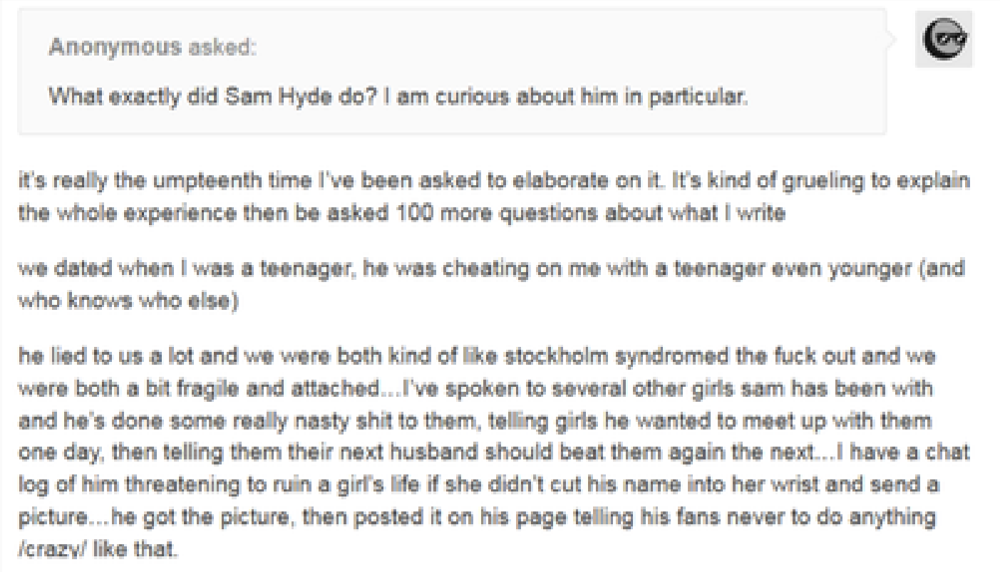 Anonymous asked:
What exactly did Sam Hyde do? I am curious about him in particular.
it's really the umpteenth time I've been asked to elaborate on it. It's kind of grueling to explain
the whole experience then be asked 100 more questions about what I write
we dated when I was a teenager, he was cheating on me with a teenager even younger (and
who knows who else)
he lied to us a lot and we were both kind of like stockholm syndromed the fuck out and we
were both a bit fragile and attached...I've spoken to several other girls sam has been with
and he's done some really nasty shit to them, telling girls he wanted to meet up with them
one day, then telling them their next husband should beat them again the next...I have a chat
log of him threatening to ruin a girl's life if she didn't cut his name into her wrist and send a
picture...he got the picture, then posted it on his page telling his fans never to do anything
/crazy/ like that.